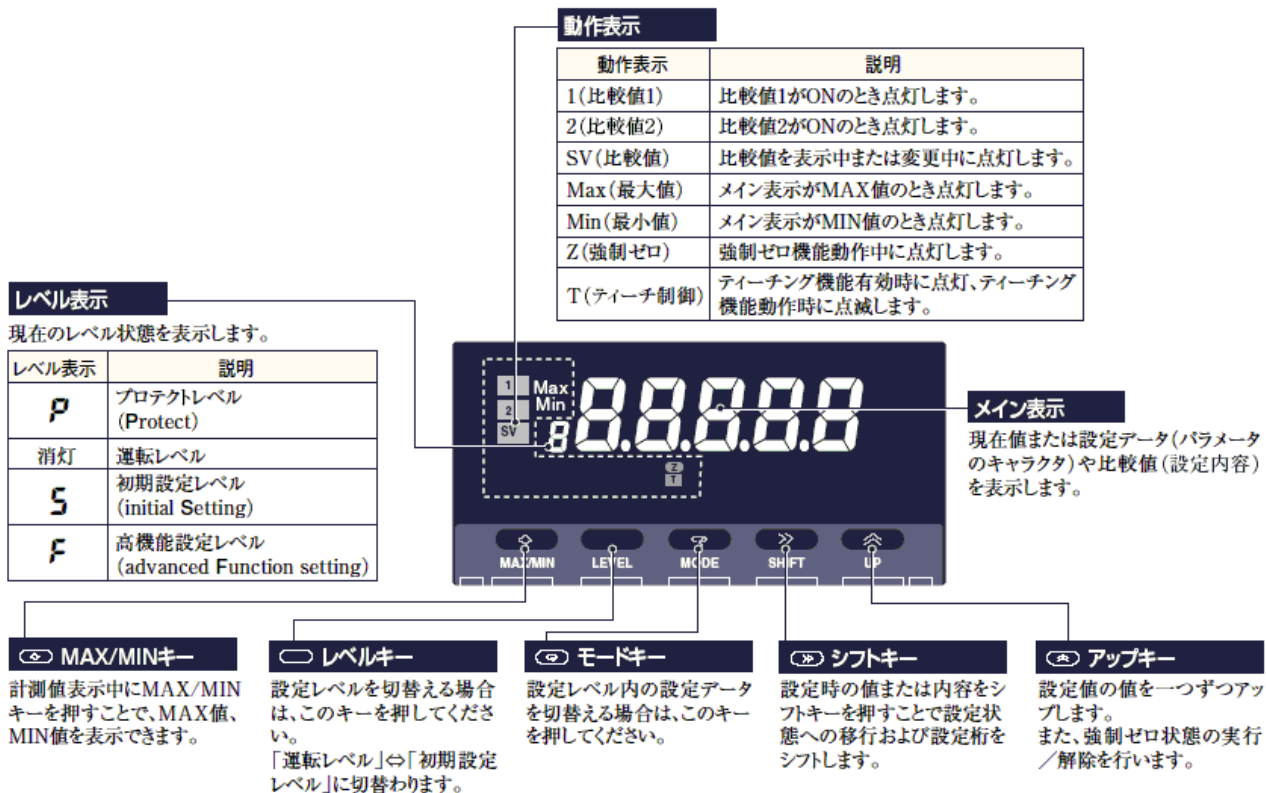 動作表示
動作表示 説明
1(比較値1) 比較値1がONのとき点灯します。
2(比較値2) 比較値2がONのとき点灯します。
SV(比較値) 比較値を表示中または変更中に点灯します。
Max(最大値) メイン表示がMAX値のとき点灯します。
Min(最小値) メイン表示がMIN値のとき点灯します。
Z(強制ゼロ) 強制ゼロ機能動作中に点灯します。
T(ティーチ制御) ティーチング機能有効時に点灯、ティーチング
機能動作時に点滅します。
レベル表示
現在のレベル状態を表示します。
レベル表示 説明
P プロテクトレベル
(Protect)
消灯 運転レベル
S 初期設定レベル
(initial Setting)
F 高機能設定レベル
(advanced Function setting)
1 Max
2 Min
SV 8 8.8.8.8.8
Z
T
MAX/MIN LEVEL MODE SHIFT UP
メイン表示
現在値または設定データ(パラメータ
のキャラクタ)や比較値(設定内容)
を表示します。
MAX/MINキー
計測値表示中にMAX/MIN
キーを押すことで、MAX値、
MIN値を表示できます。
レベルキー
設定レベルを切替える場合
は、このキーを押してくださ
い。
「運転レベル」⇔「初期設定
レベル」に切替わります。
モードキー
設定レベル内の設定データ
を切替える場合は、このキー
を押してください。
シフトキー
設定時の値または内容をシ
フトキーを押すことで設定状
態への移行および設定桁を
シフトします。
アップキー
設定値の値を一つずつアッ
プします。
また、強制ゼロ状態の実行
/解除を行います。